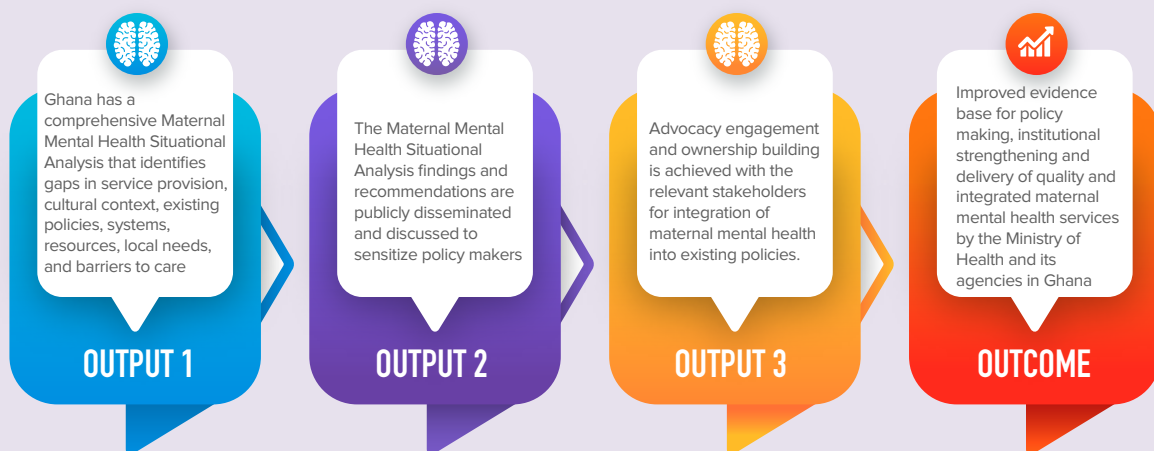 Ghana has a
comprehensive Maternal
Mental Health Situational
Analysis that identifies
gaps in service provision,
cultural context, existing
policies, systems,
resources, local needs,
and barriers to care
OUTPUT 1
The Maternal Mental
Health Situational
Analysis findings and
recommendations are
publicly disseminated
and discussed to
sensitize policy makers
OUTPUT 2
Advocacy engagement
and ownership building
is achieved with the
relevant stakeholders
for integration of
maternal mental health
into existing policies.
OUTPUT 3
Improved evidence
base for policy
making, institutional
strengthening and
delivery of quality and
integrated maternal
mental health services
by the Ministry of
Health and its
agencies in Ghana
OUTCOME